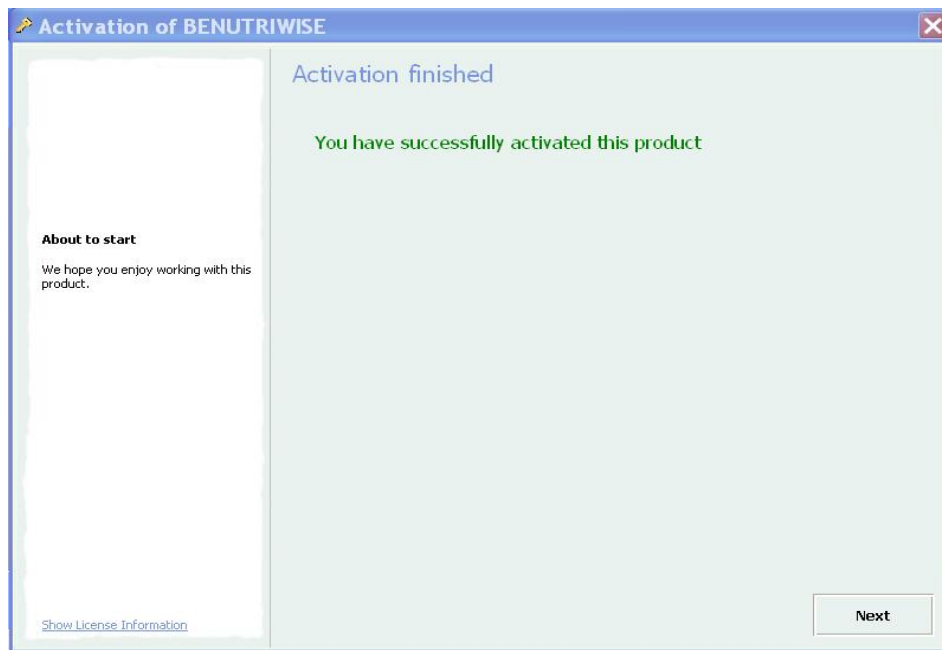 Activation of BENUTRIWISE
Activation finished
You have successfully activated this product
About to start
We hope you enjoy working with this
product.
Show License Information
Next